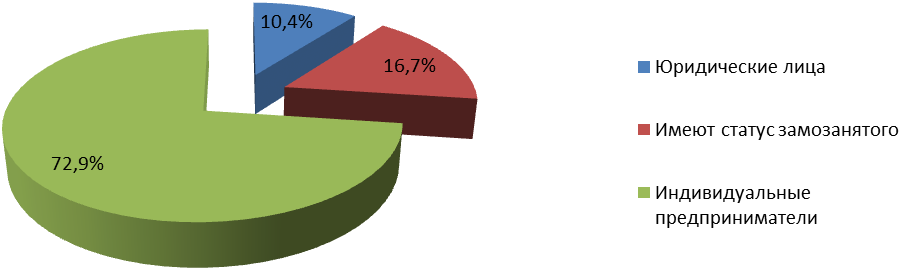 10,4%
16,7%
72,9%
Юридические лица
Имеют статус замозанятого
Индивидуальные
предприниматели